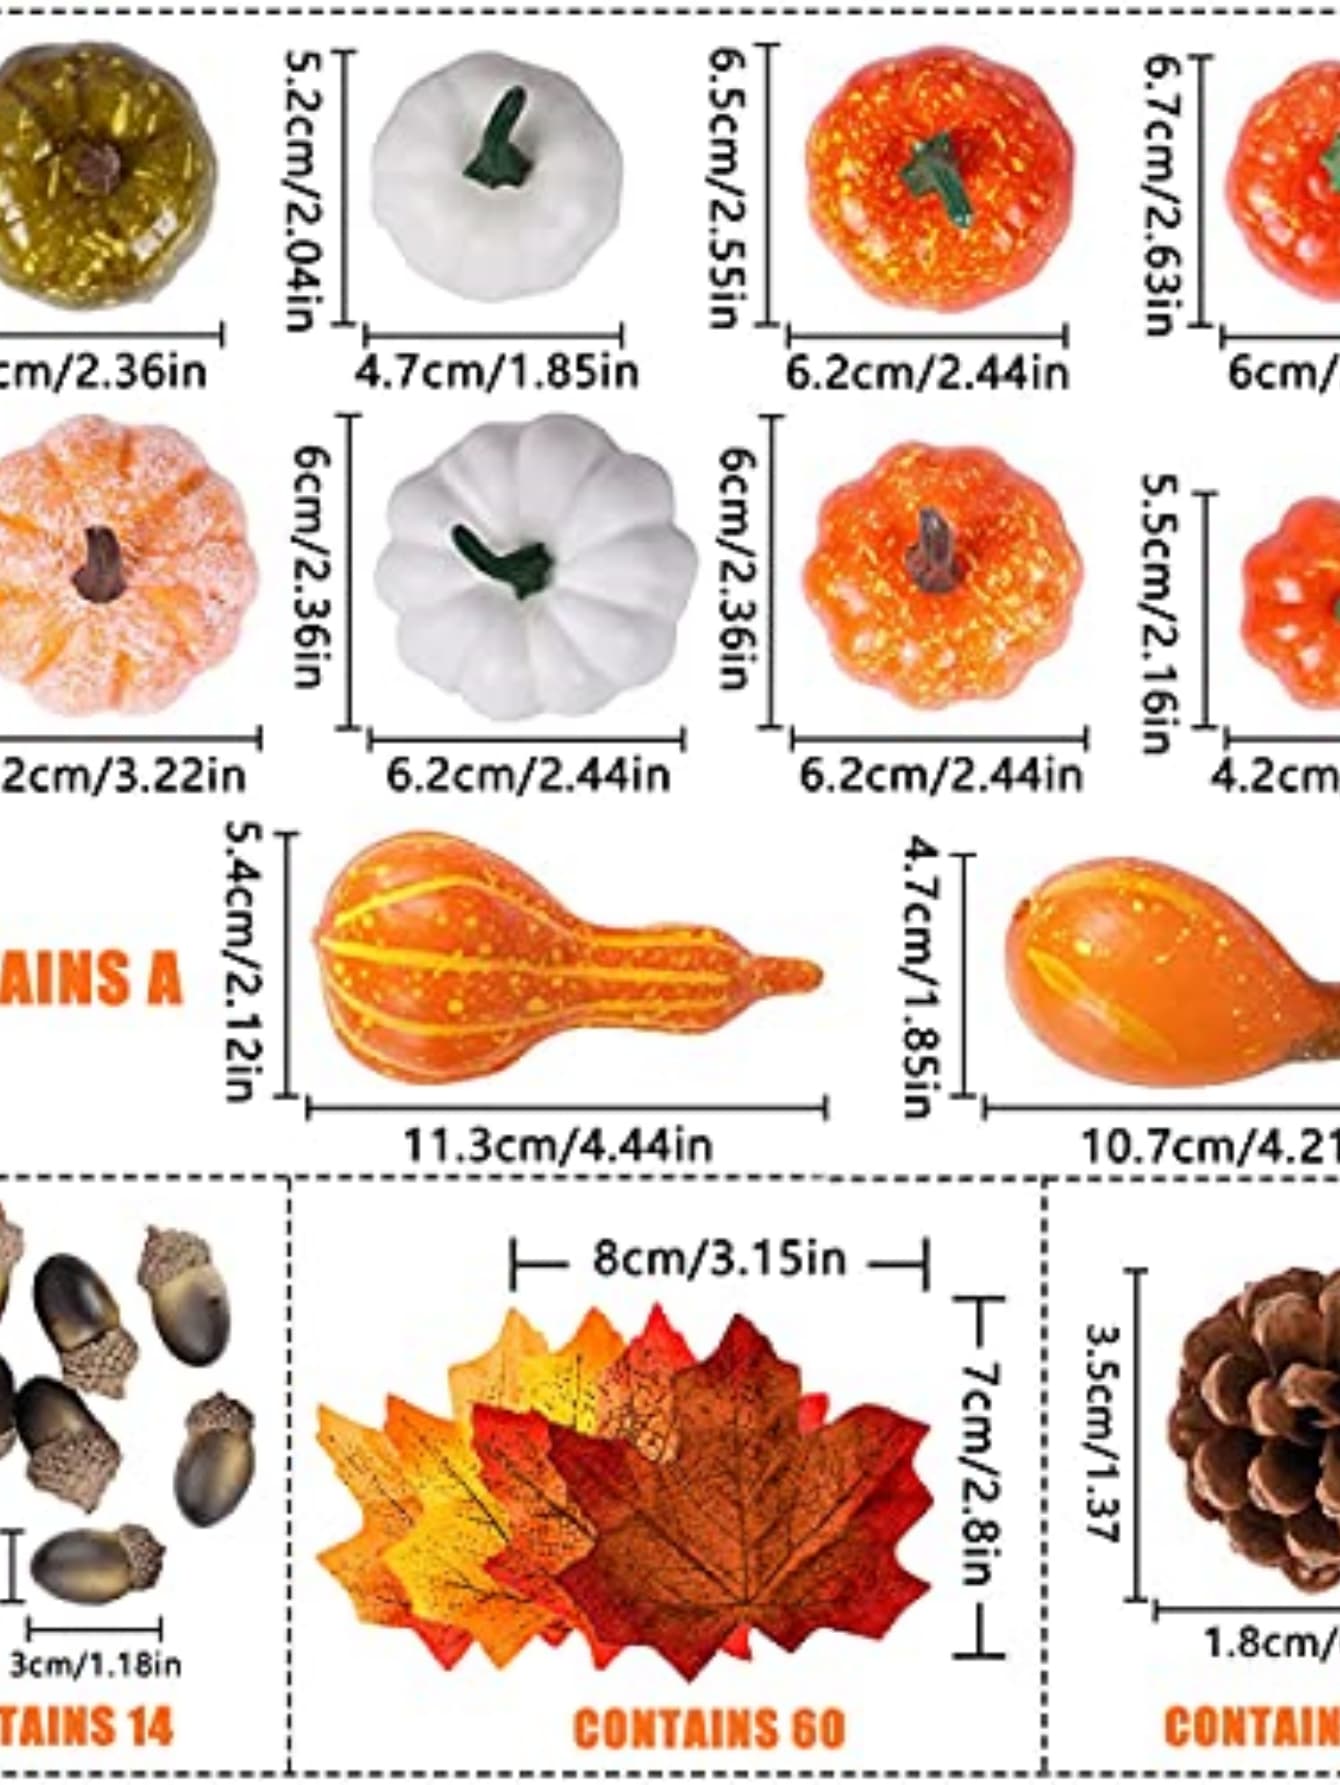 5.2cm/2.04in
6.5cm/2.55in
6.7cm/2.63in
cm/2.36in
4.7cm/1.85in
6.2cm/2.44in
6cm/
6cm/2.36in
6cm/2.36in
5.5cm/2.16in
2cm/3.22in
6.2cm/2.44in
6.2cm/2.44in
4.2cm
AINS A
5.4cm/2.12in
4.7cm/1.85in
11.3cm/4.44in
10.7cm/4.21
8cm/3.15in
7cm/2.8in
3.5cm/1.37
3cm/1.18in
1.8cm/
TAINS 14
CONTAINS 60
CONTAIN